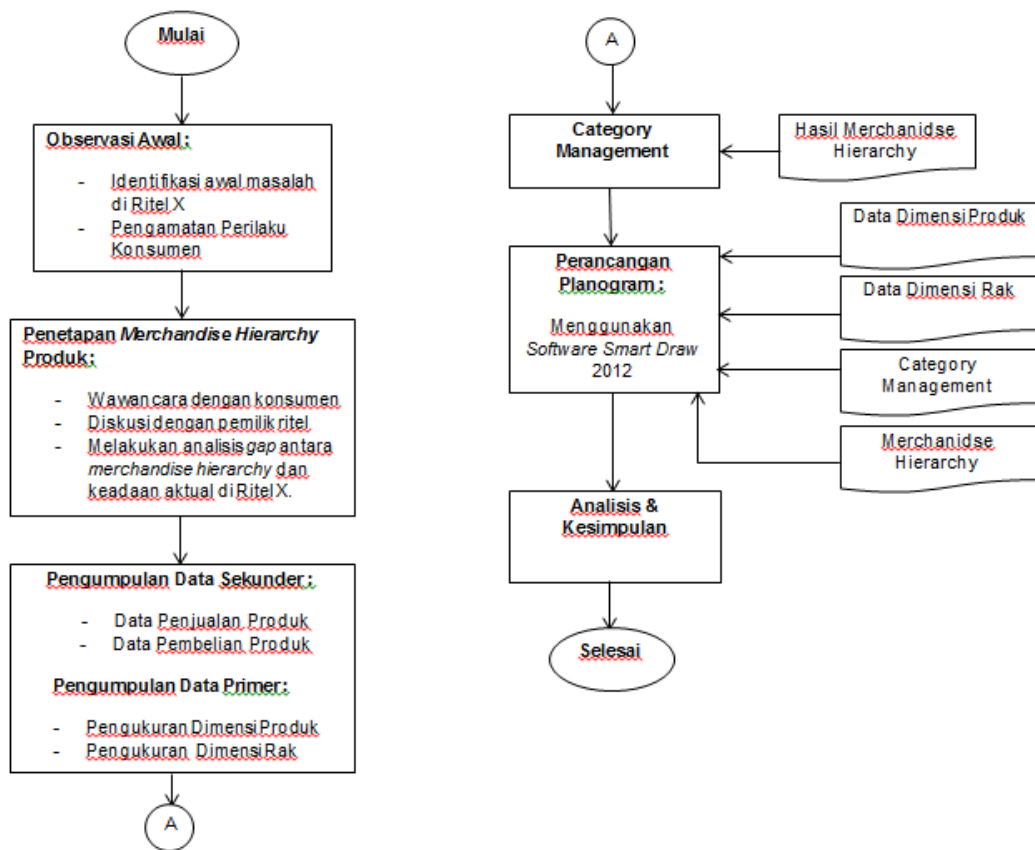 Mulai
Observasi Awal :
- Identifikasi awal masalah
di Ritel X
- Pengamatan Perilaku
Konsumen
Penetapan Merchandise Hierarchy
Produk :
- Wawancara dengan konsumen
- Diskusi dengan pemilik ritel
- Melakukan analisis gap antara
merchandise hierarchy dan
keadaan aktual di Ritel X.
Pengumpulan Data Sekunder :
- Data Penjualan Produk
- Data Pembelian Produk
Pengumpulan Data Primer:
- Pengukuran Dimensi Produk
- Pengukuran Dimensi Rak
A
A
Category
Management
Hasil Merchanidse
Hierarchy
Perancangan
Planogram :
Menggunakan
Software Smart Draw
2012
Data Dimensi Produk
Data Dimensi Rak
Category
Management
Merchanidse
Hierarchy
Analisis &
Kesimpulan
Selesai